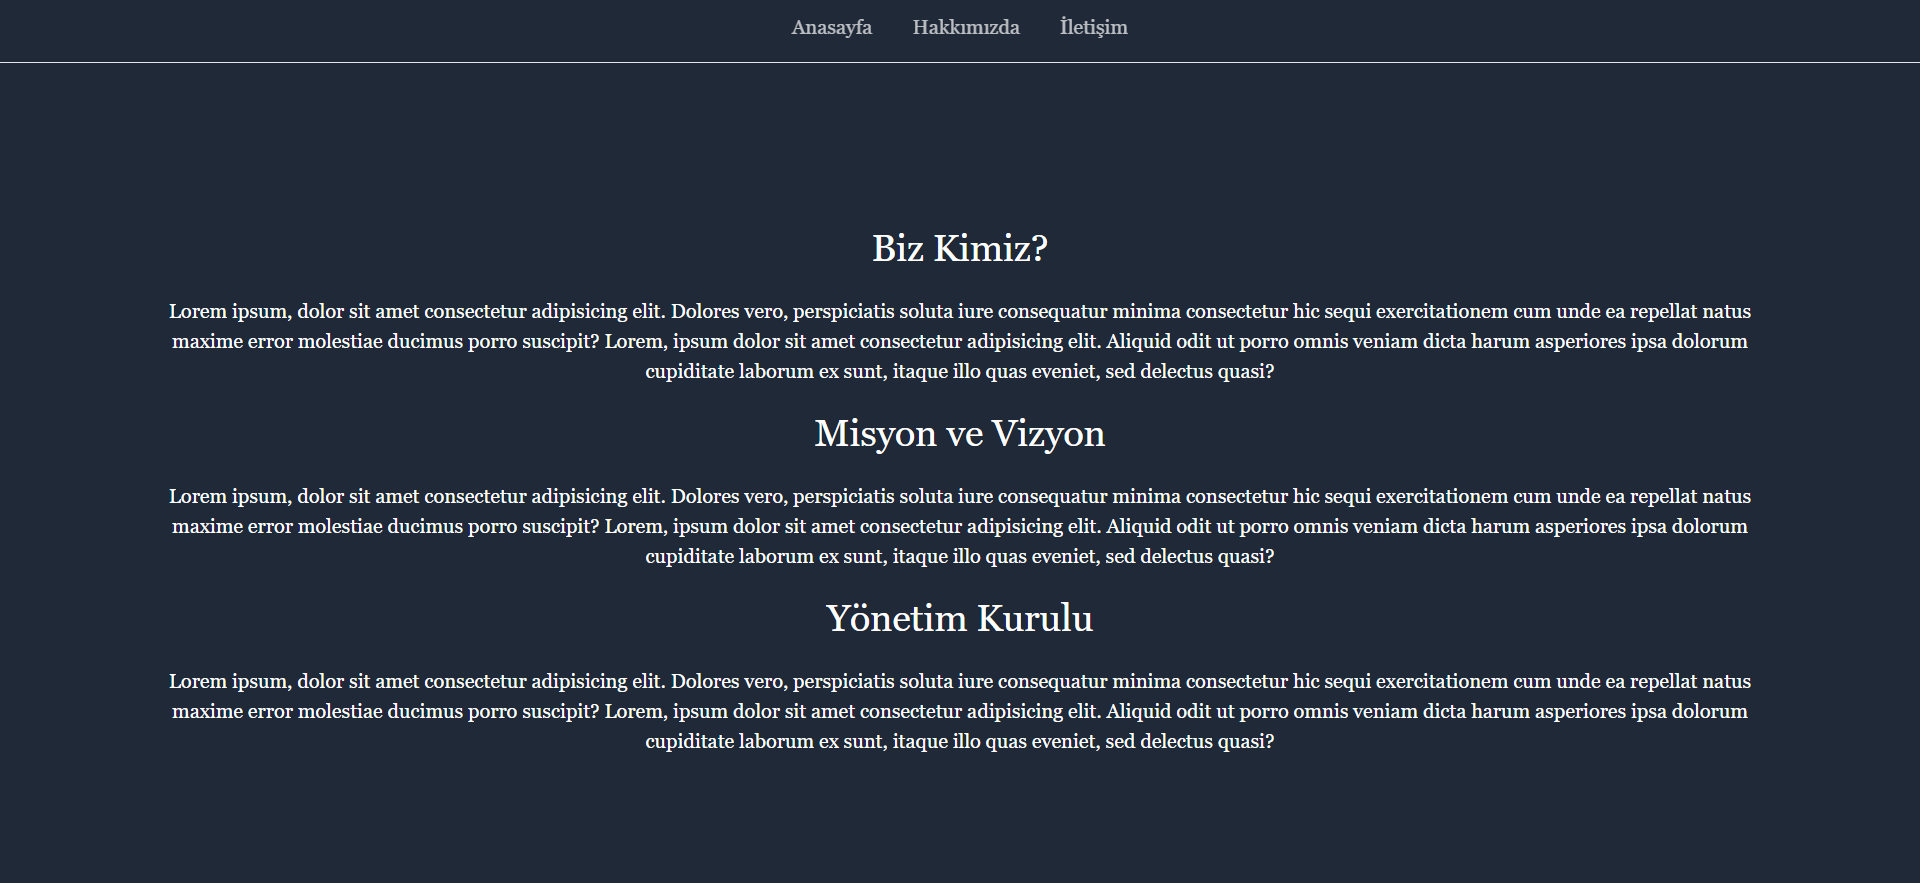 Anasayfa Hakkımızda İletişim
Biz Kimiz?
Lorem ipsum, dolor sit amet consectetur adipisicing elit. Dolores vero, perspiciatis soluta iure consequatur minima consectetur hic sequi exercitationem cum unde ea repellat natus
maxime error molestiae ducimus porro suscipit? Lorem, ipsum dolor sit amet consectetur adipisicing elit. Aliquid odit ut porro omnis veniam dicta harum asperiores ipsa dolorum
cupiditate laborum ex sunt, itaque illo quas eveniet, sed delectus quasi?
Misyon ve Vizyon
Lorem ipsum, dolor sit amet consectetur adipisicing elit. Dolores vero, perspiciatis soluta iure consequatur minima consectetur hic sequi exercitationem cum unde ea repellat natus
maxime error molestiae ducimus porro suscipit? Lorem, ipsum dolor sit amet consectetur adipisicing elit. Aliquid odit ut porro omnis veniam dicta harum asperiores ipsa dolorum
cupiditate laborum ex sunt, itaque illo quas eveniet, sed delectus quasi?
Yönetim Kurulu
Lorem ipsum, dolor sit amet consectetur adipisicing elit. Dolores vero, perspiciatis soluta iure consequatur minima consectetur hic sequi exercitationem cum unde ea repellat natus
maxime error molestiae ducimus porro suscipit? Lorem, ipsum dolor sit amet consectetur adipisicing elit. Aliquid odit ut porro omnis veniam dicta harum asperiores ipsa dolorum
cupiditate laborum ex sunt, itaque illo quas eveniet, sed delectus quasi?